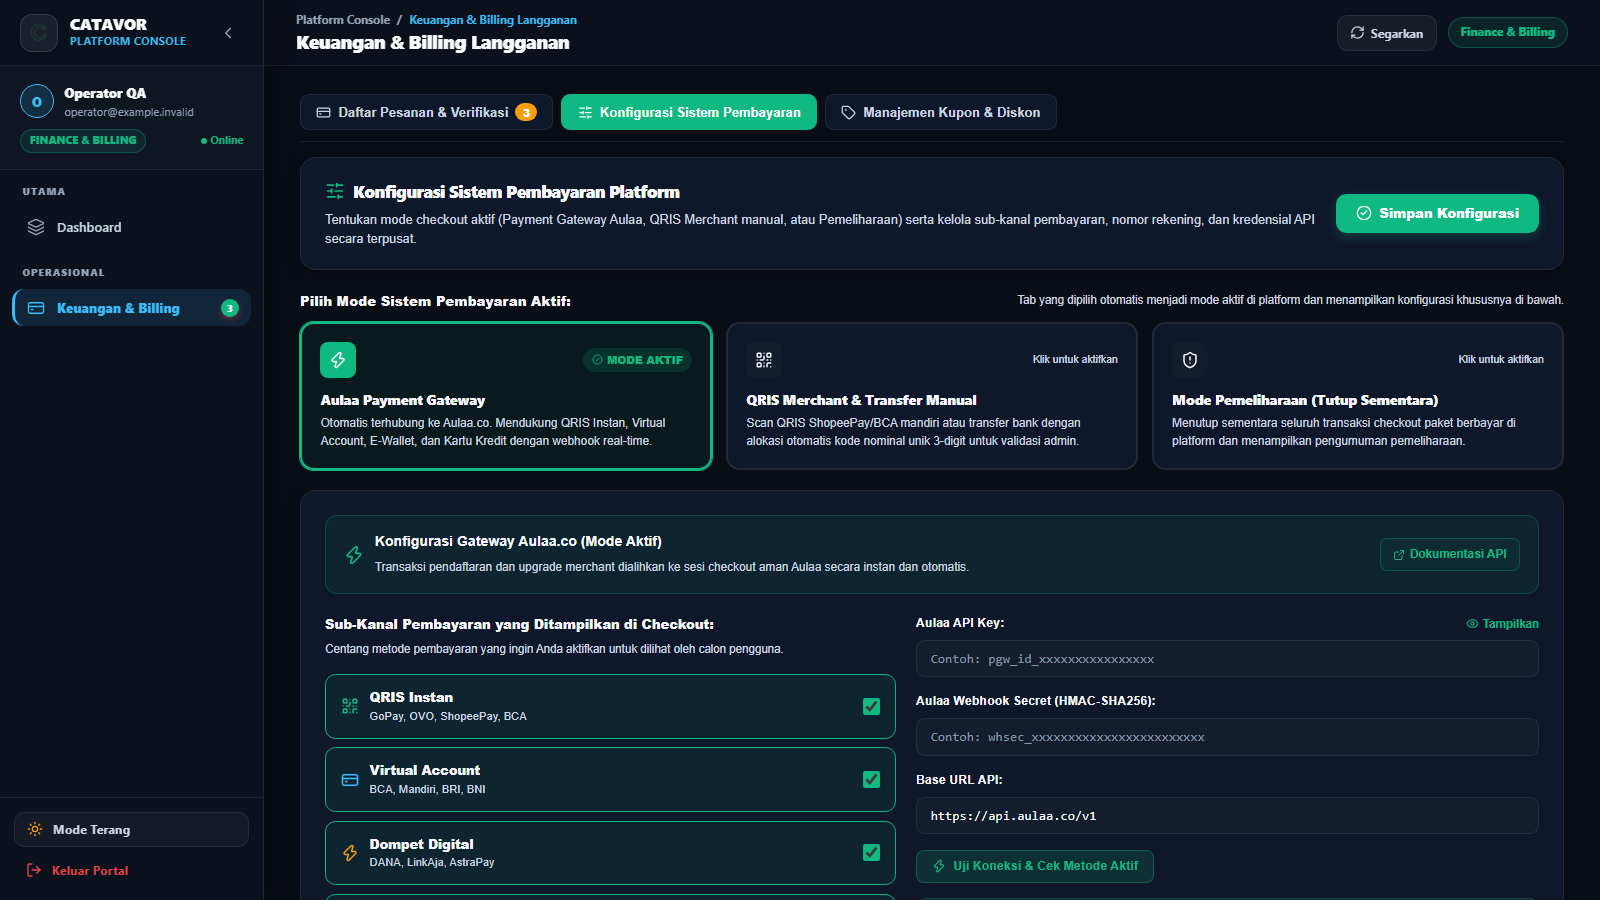 CATAVOR
PLATFORM CONSOLE
O
Operator QA
operator@example.invalid
FINANCE & BILLING
Online
UTAMA
Dashboard
OPERASIONAL
Keuangan & Billing
3
Mode Terang
Keluar Portal
Platform Console / Keuangan & Billing Langganan
Keuangan & Billing Langganan
Segarkan
Finance & Billing
Daftar Pesanan & Verifikasi 3
Konfigurasi Sistem Pembayaran
Manajemen Kupon & Diskon
Konfigurasi Sistem Pembayaran Platform
Tentukan mode checkout aktif (Payment Gateway Aulaa, QRIS Merchant manual, atau Pemeliharaan) serta kelola sub-kanal pembayaran, nomor rekening, dan kredensial API
secara terpusat.
Simpan Konfigurasi
Pilih Mode Sistem Pembayaran Aktif:
Tab yang dipilih otomatis menjadi mode aktif di platform dan menampilkan konfigurasi khususnya di bawah.
MODE AKTIF
Aulaa Payment Gateway
Otomatis terhubung ke Aulaa.co. Mendukung QRIS Instan, Virtual
Account, E-Wallet, dan Kartu Kredit dengan webhook real-time.
Klik untuk aktifkan
QRIS Merchant & Transfer Manual
Scan QRIS ShopeePay/BCA mandiri atau transfer bank dengan
alokasi otomatis kode nominal unik 3-digit untuk validasi admin.
Klik untuk aktifkan
Mode Pemeliharaan (Tutup Sementara)
Menutup sementara seluruh transaksi checkout paket berbayar di
platform dan menampilkan pengumuman pemeliharaan.
Konfigurasi Gateway Aulaa.co (Mode Aktif)
Transaksi pendaftaran dan upgrade merchant dialihkan ke sesi checkout aman Aulaa secara instan dan otomatis.
Dokumentasi API
Sub-Kanal Pembayaran yang Ditampilkan di Checkout:
Centang metode pembayaran yang ingin Anda aktifkan untuk dilihat oleh calon pengguna.
QRIS Instan
GoPay, OVO, ShopeePay, BCA
Virtual Account
BCA, Mandiri, BRI, BNI
Dompet Digital
DANA, LinkAja, AstraPay
Aulaa API Key:
Tampilkan
Contoh: pgw_id_xxxxxxxxxxxxxxxx
Aulaa Webhook Secret (HMAC-SHA256):
Contoh: whsec_xxxxxxxxxxxxxxxxxxxxxxxx
Base URL API:
https://api.aulaa.co/v1
Uji Koneksi & Cek Metode Aktif